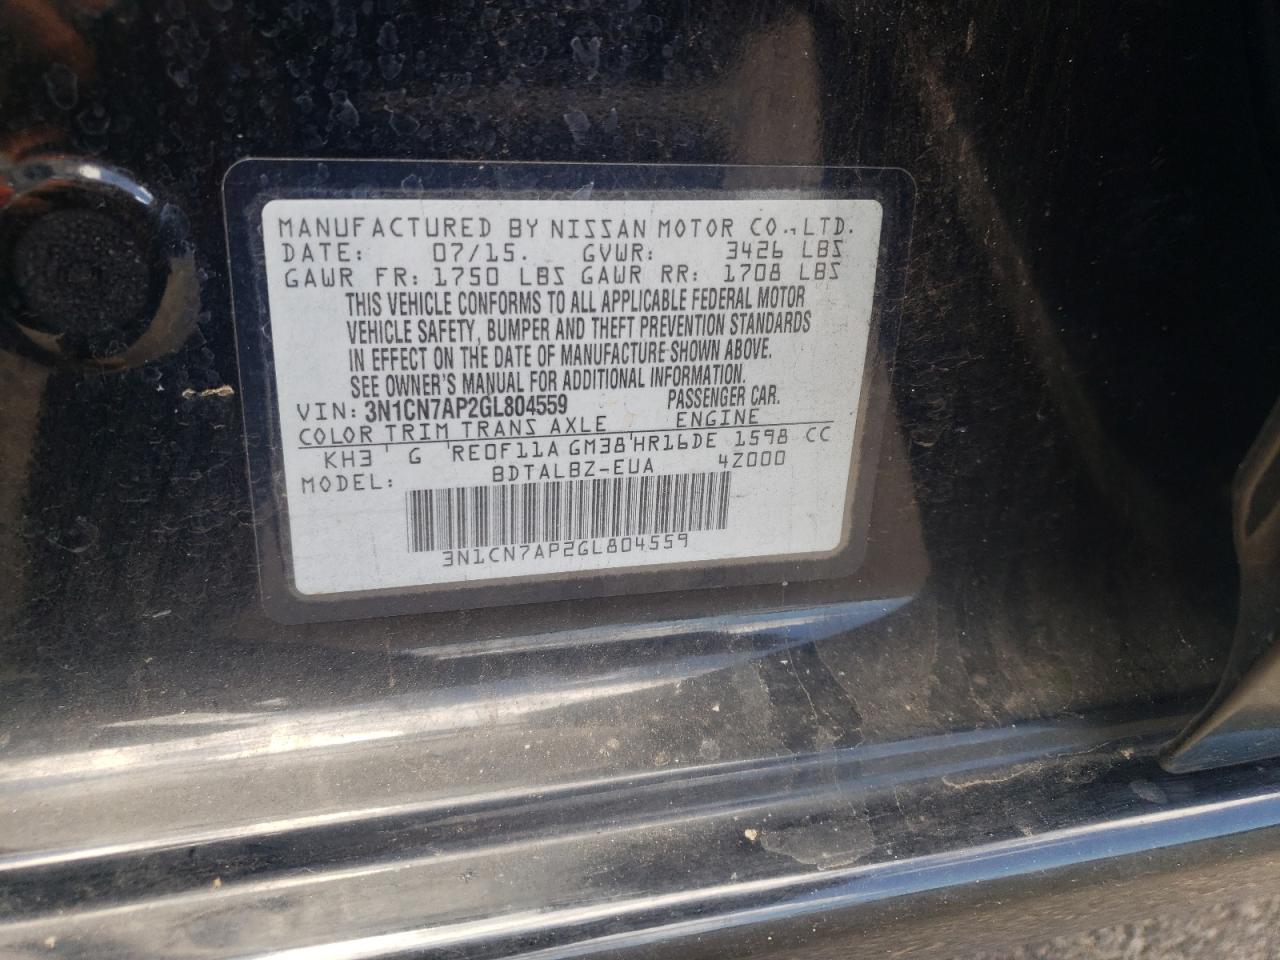 MANUFACTURED BY NISSAN MOTOR CO., LTD.
DATE: 07/15. GVWR: 3426 LBS
GAWR FR: 1750 LBS GAWR RR: 1708 LBS
THIS VEHICLE CONFORMS TO ALL APPLICABLE FEDERAL MOTOR
VEHICLE SAFETY, BUMPER AND THEFT PREVENTION STANDARDS
IN EFFECT ON THE DATE OF MANUFACTURE SHOWN ABOVE.
SEE OWNER'S MANUAL FOR ADDITIONAL INFORMATION.
VIN: 3N1CN7AP2GL804559 PASSENGER CAR.
COLOR TRIM TRANS AXLE ENGINE
KH3 ' G 'RE0F11A GM38'HR16DE 1598 CC
MODEL: BDTALBZ-EUA 4Z000
3N1CN7AP2GL804559